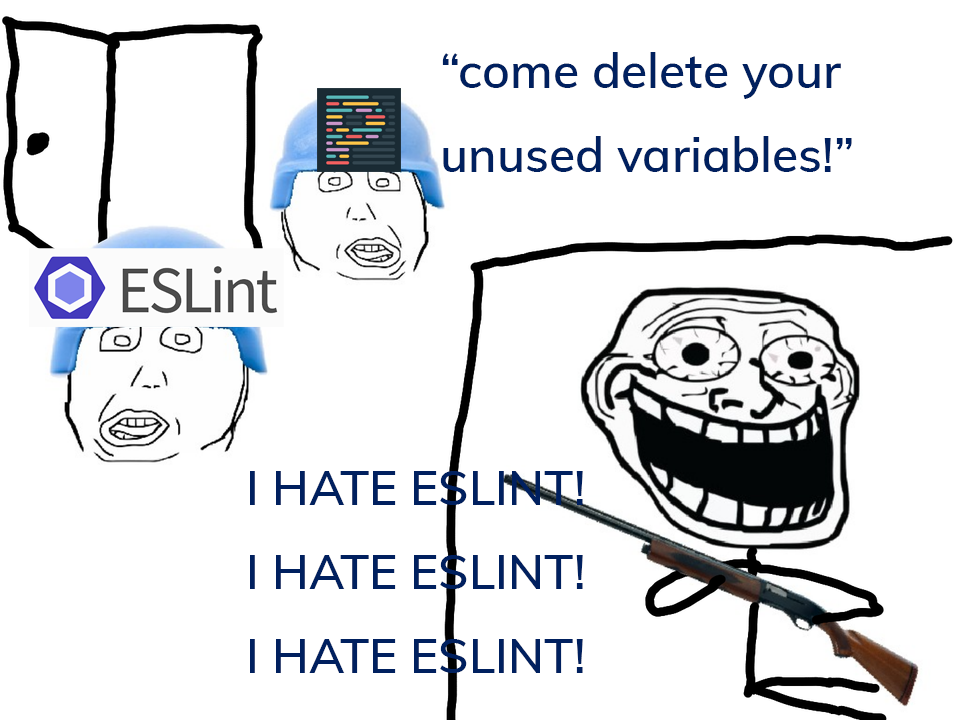 “come delete your
unused variables!”
ESLint
I HATE ESLINT!
I HATE ESLINT!
I HATE ESLINT!